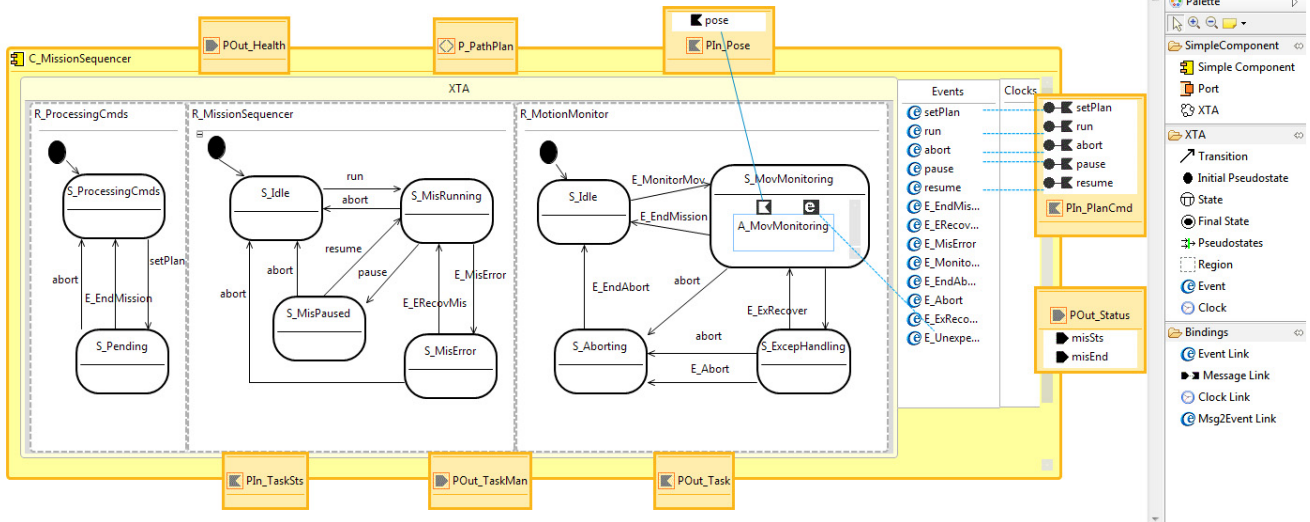 POut_Health
P_PathPlan
pose
PIn_Pose
C_MissionSequencer
XTA
R_ProcessingCmds
S_ProcessingCmds
abort
E_EndMission
setPlan
S_Pending
R_MissionSequencer
S_Idle
run
abort
S_MisRunning
resume
pause
abort
abort
S_MisPaused
E_ERecovMis
E_MisError
S_MisError
R_MotionMonitor
S_Idle
E_MonitorMov
E_EndMission
S_MovMonitoring
A_MovMonitoring
E_EndAbort
abort
E_ExRecover
S_Aborting
abort
E_Abort
S_ExcepHandling
Events
setPlan
run
abort
pause
resume
E_EndMis...
E_ERecov...
E_MisError
E_Monito...
E_EndAb...
E_Abort
E_ExReco...
E_Unexpe...
Clocks
setPlan
run
abort
pause
resume
PIn_PlanCmd
POut_Status
misSts
misEnd
PIn_TaskSts
POut_TaskMan
POut_Task
Palette
SimpleComponent
Simple Component
Port
XTA
XTA
Transition
Initial Pseudostate
State
Final State
Pseudostates
Region
Event
Clock
Bindings
Event Link
Message Link
Clock Link
Msg2Event Link